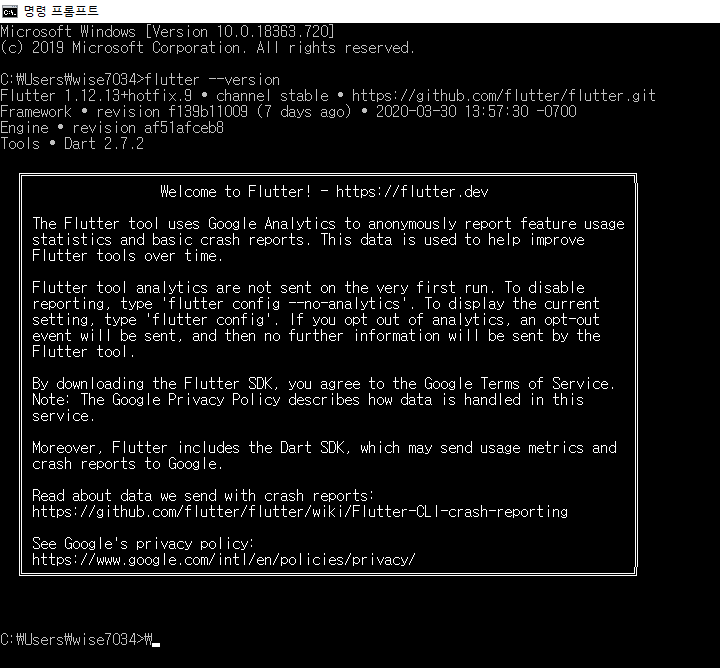 명령 프롬프트
Microsoft Windows [Version 10.0.18363.720]
(c) 2019 Microsoft Corporation. All rights reserved.
C:₩Users₩wise7034>flutter --version
Flutter 1.12.13+hotfix.9 • channel stable • https://github.com/flutter/flutter.git
Framework • revision f139b11009 (7 days ago) • 2020-03-30 13:57:30 -0700
Engine • revision af51afceb8
Tools • Dart 2.7.2
Welcome to Flutter! - https://flutter.dev
The Flutter tool uses Google Analytics to anonymously report feature usage
statistics and basic crash reports. This data is used to help improve
Flutter tools over time.
Flutter tool analytics are not sent on the very first run. To disable
reporting, type 'flutter config --no-analytics'. To display the current
setting, type 'flutter config'. If you opt out of analytics, an opt-out
event will be sent, and then no further information will be sent by the
Flutter tool.
By downloading the Flutter SDK, you agree to the Google Terms of Service.
Note: The Google Privacy Policy describes how data is handled in this
service.
Moreover, Flutter includes the Dart SDK, which may send usage metrics and
crash reports to Google.
Read about data we send with crash reports:
https://github.com/flutter/flutter/wiki/Flutter-CLI-crash-reporting
See Google's privacy policy:
https://www.google.com/intl/en/policies/privacy/
C:₩Users₩wise7034>₩